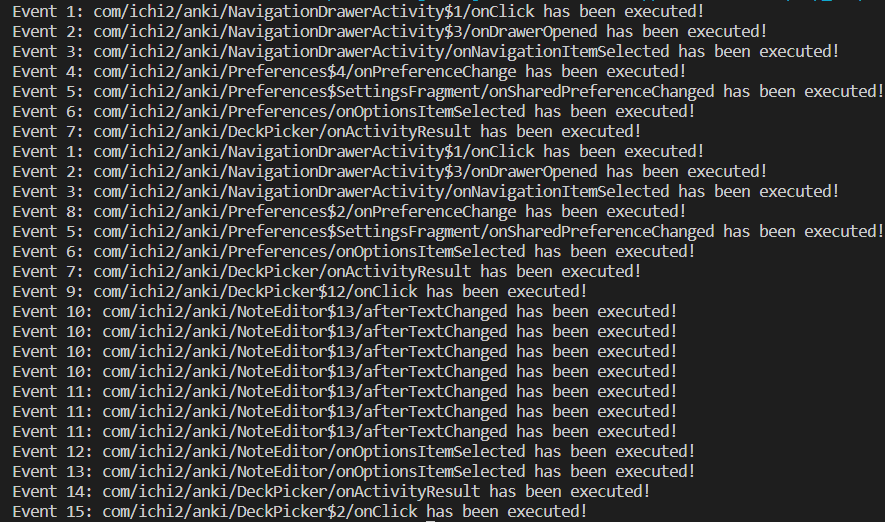 Event 1: com/ichi2/anki/NavigationDrawerActivity$1/onClick has been executed!
Event 2: com/ichi2/anki/NavigationDrawerActivity$3/onDrawerOpened has been executed!
Event 3: com/ichi2/anki/NavigationDrawerActivity/onNavigationItemSelected has been executed!
Event 4: com/ichi2/anki/Preferences$4/onPreferenceChange has been executed!
Event 5: com/ichi2/anki/Preferences$SettingsFragment/onSharedPreferenceChanged has been executed!
Event 6: com/ichi2/anki/Preferences/onOptionsItemSelected has been executed!
Event 7: com/ichi2/anki/DeckPicker/onActivityResult has been executed!
Event 1: com/ichi2/anki/NavigationDrawerActivity$1/onClick has been executed!
Event 2: com/ichi2/anki/NavigationDrawerActivity$3/onDrawerOpened has been executed!
Event 3: com/ichi2/anki/NavigationDrawerActivity/onNavigationItemSelected has been executed!
Event 8: com/ichi2/anki/Preferences$2/onPreferenceChange has been executed!
Event 5: com/ichi2/anki/Preferences$SettingsFragment/onSharedPreferenceChanged has been executed!
Event 6: com/ichi2/anki/Preferences/onOptionsItemSelected has been executed!
Event 7: com/ichi2/anki/DeckPicker/onActivityResult has been executed!
Event 9: com/ichi2/anki/DeckPicker$12/onClick has been executed!
Event 10: com/ichi2/anki/NoteEditor$13/afterTextChanged has been executed!
Event 10: com/ichi2/anki/NoteEditor$13/afterTextChanged has been executed!
Event 10: com/ichi2/anki/NoteEditor$13/afterTextChanged has been executed!
Event 10: com/ichi2/anki/NoteEditor$13/afterTextChanged has been executed!
Event 11: com/ichi2/anki/NoteEditor$13/afterTextChanged has been executed!
Event 11: com/ichi2/anki/NoteEditor$13/afterTextChanged has been executed!
Event 11: com/ichi2/anki/NoteEditor$13/afterTextChanged has been executed!
Event 12: com/ichi2/anki/NoteEditor/onOptionsItemSelected has been executed!
Event 13: com/ichi2/anki/NoteEditor/onOptionsItemSelected has been executed!
Event 14: com/ichi2/anki/DeckPicker/onActivityResult has been executed!
Event 15: com/ichi2/anki/DeckPicker$2/onClick has been executed!